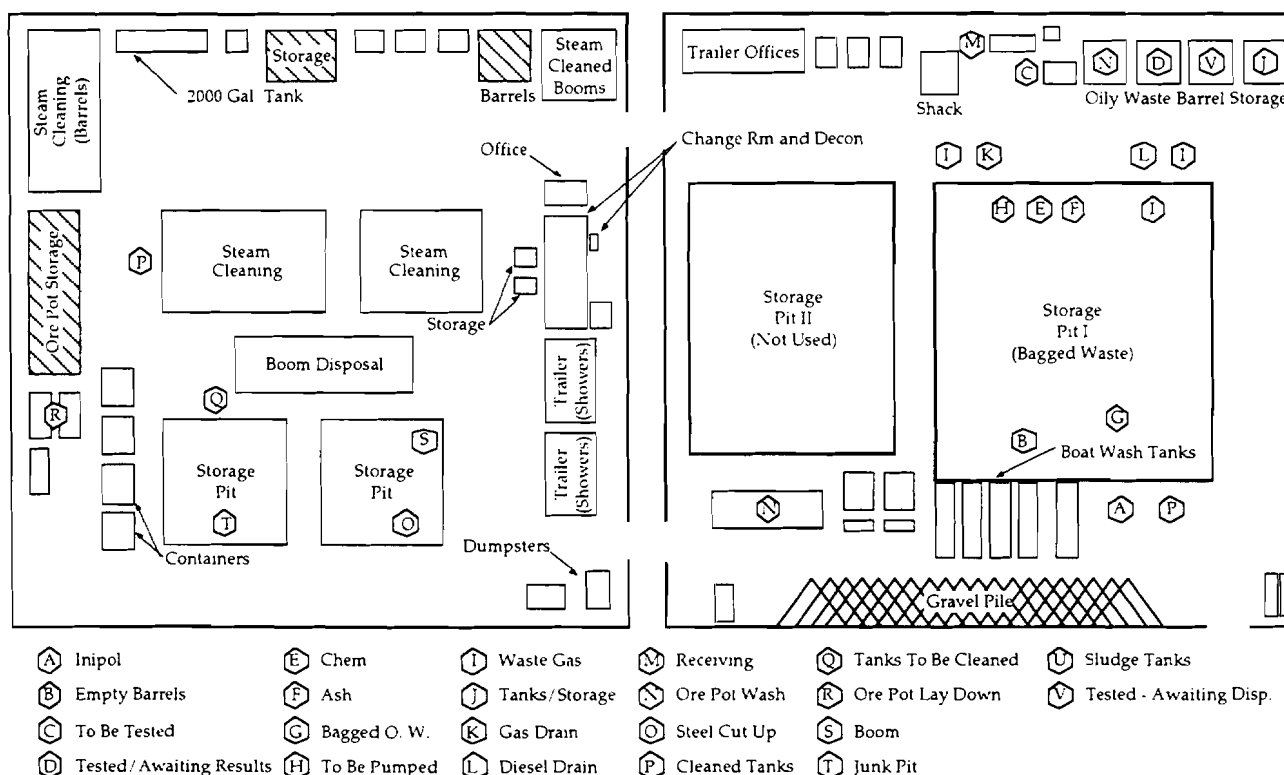 Steam
Cleaning
(Barrels)
2000 Gal Tank
Storage
Barrels
Steam
Cleaned
Booms
Office
Change Rm and Decon
Ore Pot Storage
P
Steam
Cleaning
Steam
Cleaning
Storage
Boom Disposal
Trailer
(Showers)
Trailer
(Showers)
R
Q
S
Storage
Pit
Storage
Pit
T
O
Containers
Dumpsters
Trailer Offices
M
C
Shack
N
D
V
J
Oily Waste Barrel Storage
I
K
L
I
H
E
F
I
Storage
Pit II
(Not Used)
Storage
Pit I
(Bagged Waste)
G
B
Boat Wash Tanks
N
A
P
Gravel Pile
A Inipol
B Empty Barrels
C To Be Tested
D Tested/Awaiting Results
E Chem
F Ash
G Bagged O. W.
H To Be Pumped
I Waste Gas
J Tanks/Storage
K Gas Drain
L Diesel Drain
M Receiving
N Ore Pot Wash
O Steel Cut Up
P Cleaned Tanks
Q Tanks To Be Cleaned
R Ore Pot Lay Down
S Boom
T Junk Pit
U Sludge Tanks
V Tested - Awaiting Disp.